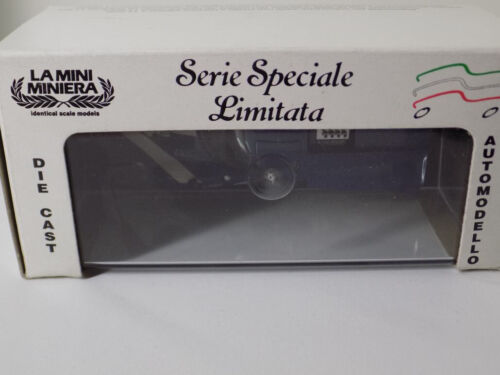 LA MINI
MINIERA
identical scale models
Serie Speciale
Limitata
DIE CAST
AUTOMODELLO